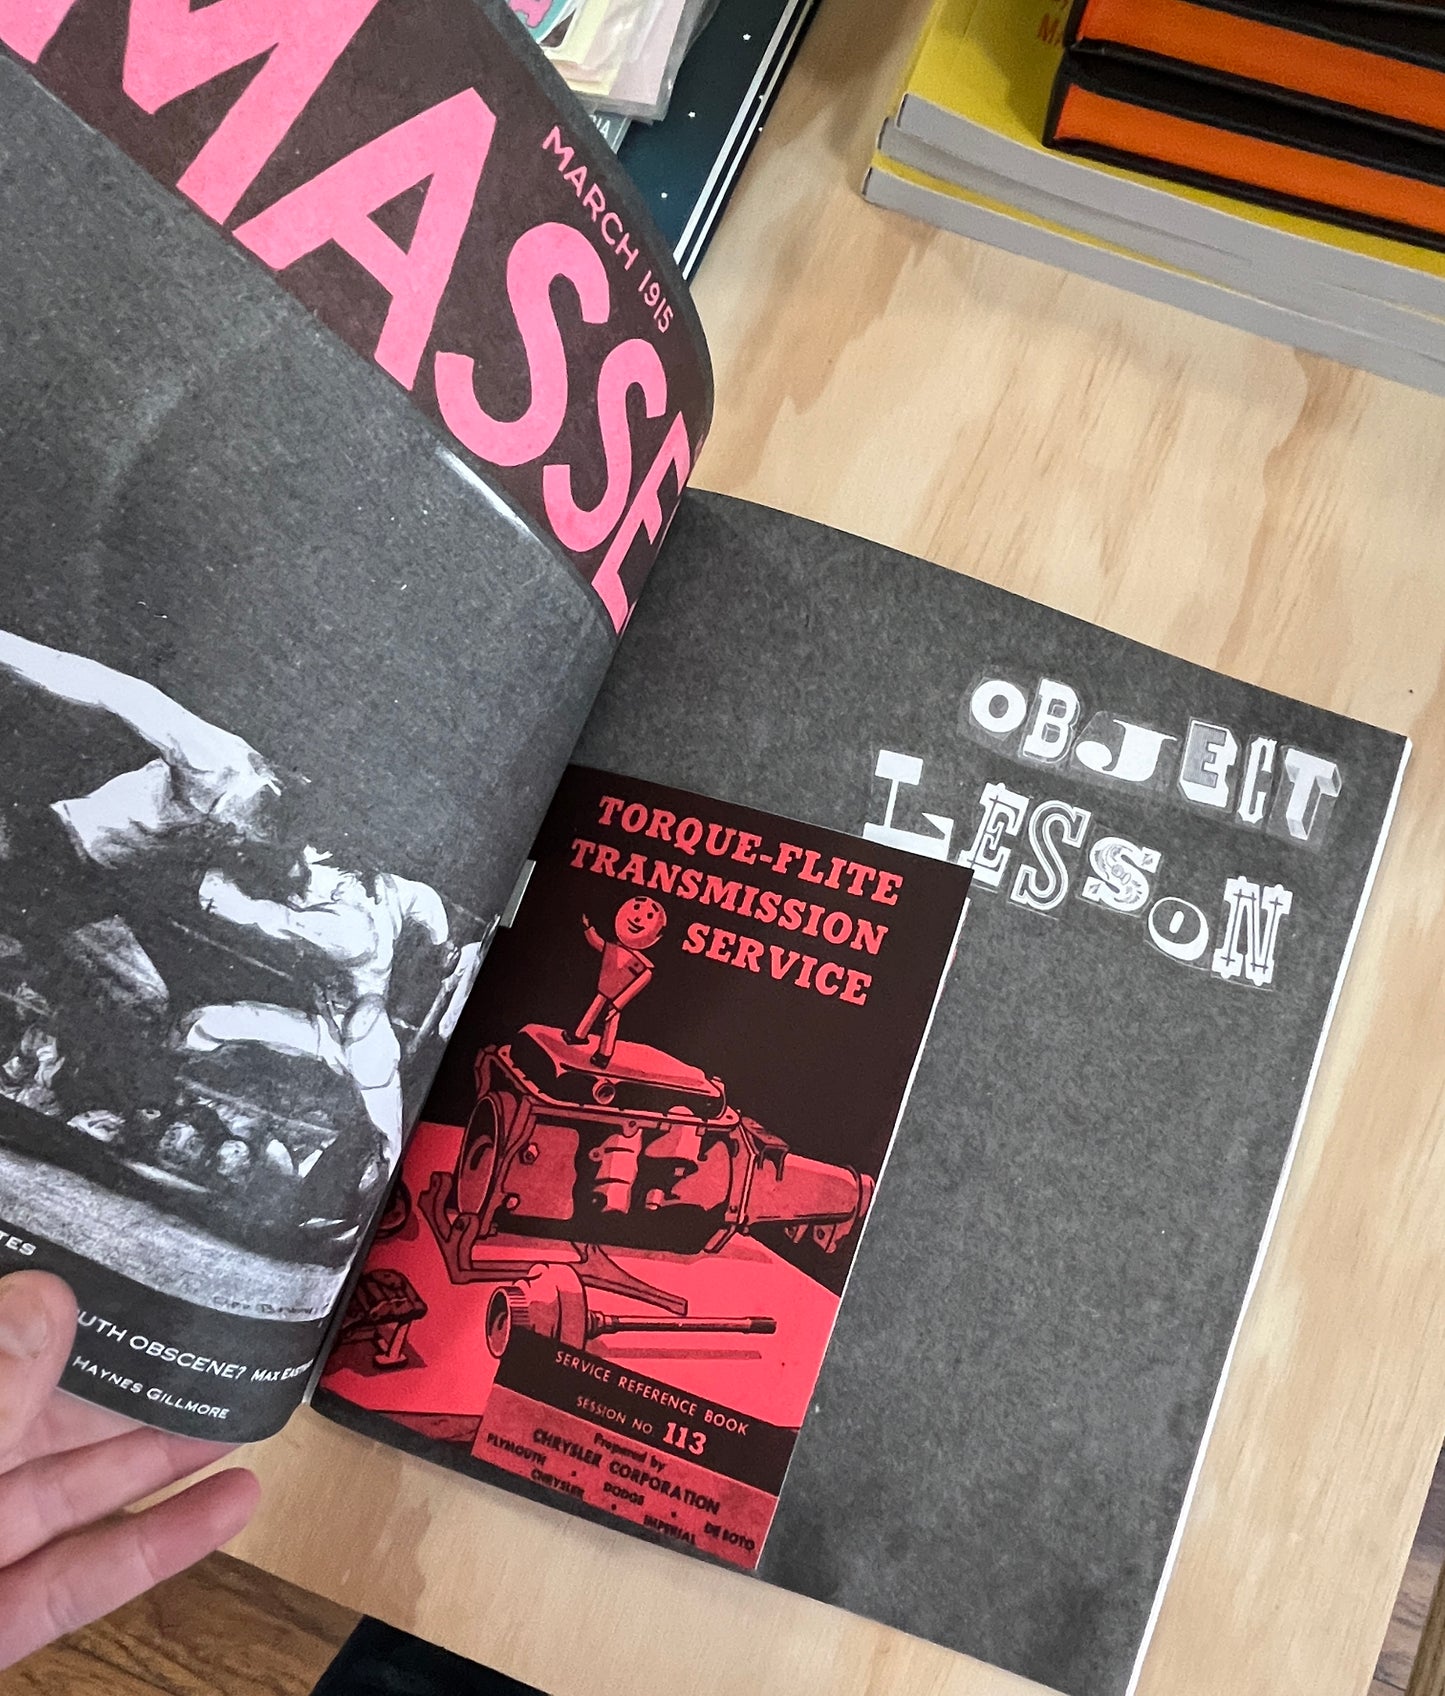 MASSE
MARCH 1915
TES
UTH OBSCENE? MAX EAST
HAYNES GILLMORE
OBJECT
LESSON
TORQUE-FLITE
TRANSMISSION
SERVICE
SERVICE REFERENCE BOOK
SESSION NO. 113
Prepared by
CHRYSLER CORPORATION
PLYMOUTH • DODGE • DE SOTO
CHRYSLER • IMPERIAL